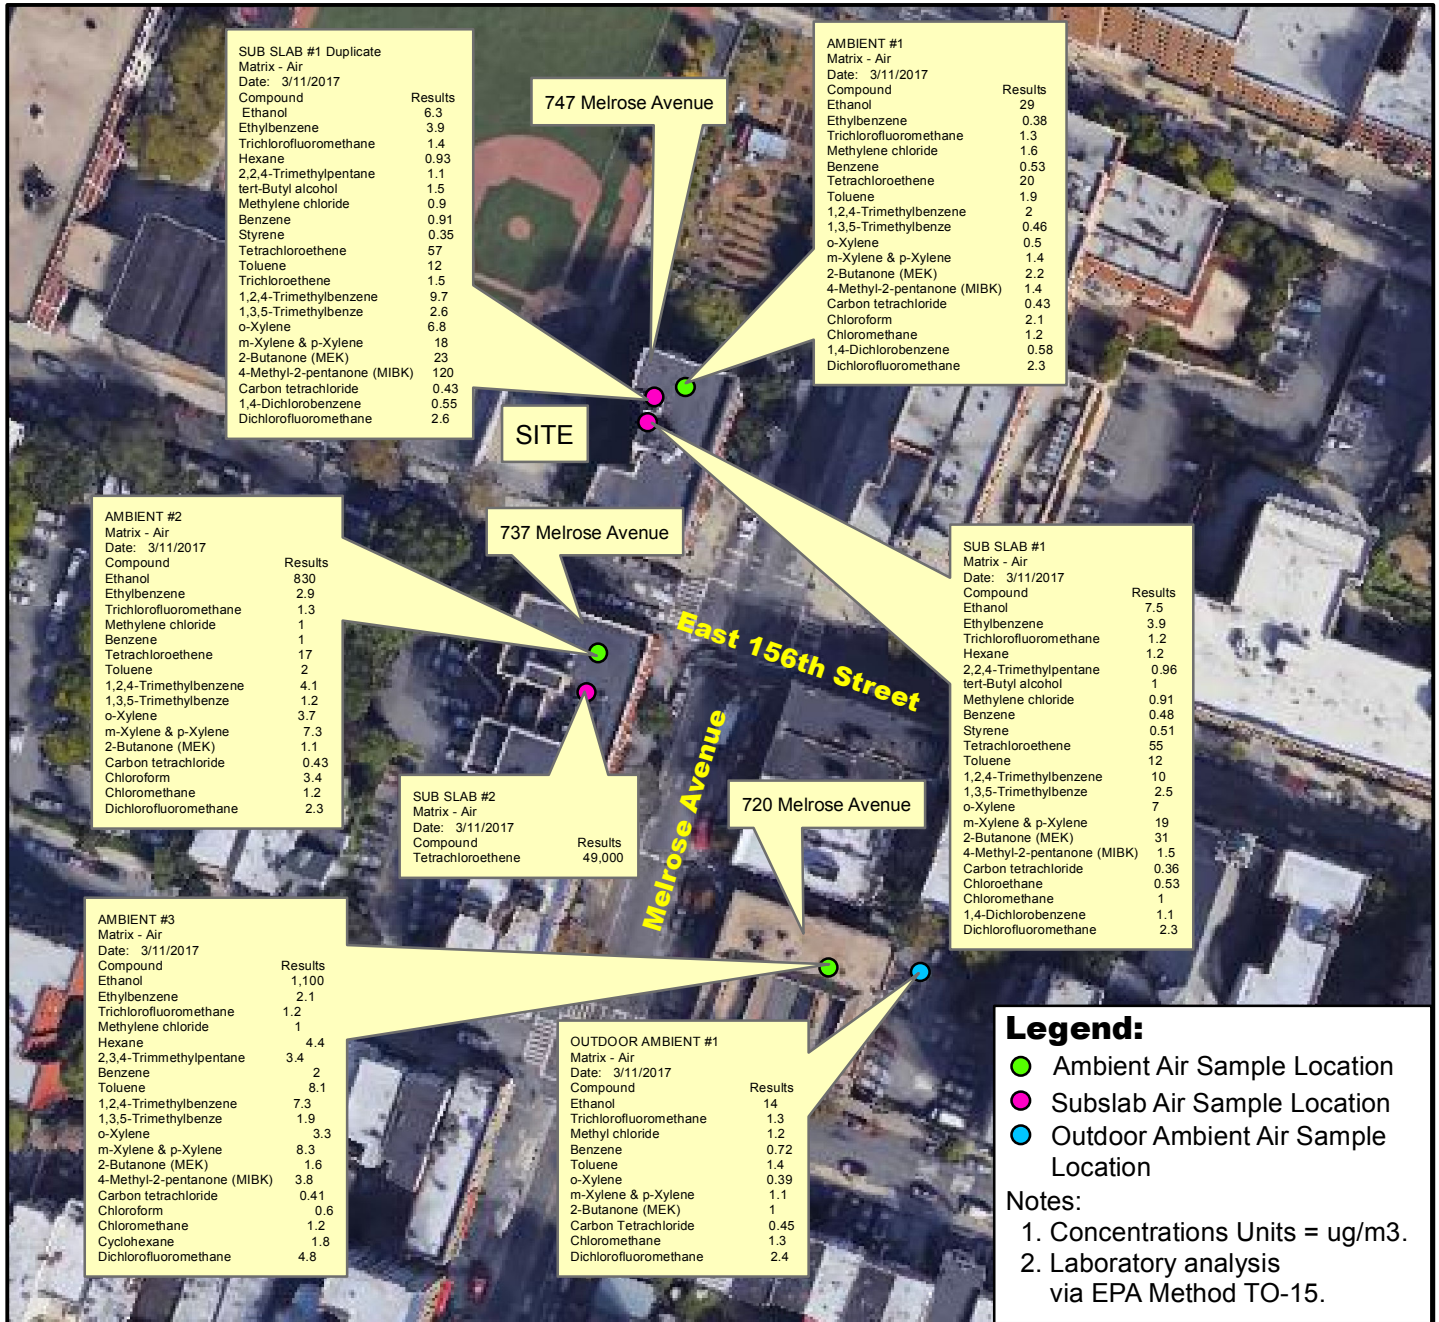 SUB SLAB #1 Duplicate
Matrix - Air
Date: 3/11/2017
Compound Results
Ethanol 6.3
Ethylbenzene 3.9
Trichlorofluoromethane 1.4
Hexane 0.93
2,2,4-Trimethylpentane 1.1
tert-Butyl alcohol 1.5
Methylene chloride 0.9
Benzene 0.91
Styrene 0.35
Tetrachloroethene 57
Toluene 12
Trichloroethene 1.5
1,2,4-Trimethylbenzene 9.7
1,3,5-Trimethylbenze 2.6
o-Xylene 6.8
m-Xylene & p-Xylene 18
2-Butanone (MEK) 23
4-Methyl-2-pentanone (MIBK) 120
Carbon tetrachloride 0.43
1,4-Dichlorobenzene 0.55
Dichlorofluoromethane 2.6
747 Melrose Avenue
AMBIENT #1
Matrix - Air
Date: 3/11/2017
Compound Results
Ethanol 29
Ethylbenzene 0.38
Trichlorofluoromethane 1.3
Methylene chloride 1.6
Benzene 0.53
Tetrachloroethene 20
Toluene 1.9
1,2,4-Trimethylbenzene 2
1,3,5-Trimethylbenze 0.46
o-Xylene 0.5
m-Xylene & p-Xylene 1.4
2-Butanone (MEK) 2.2
4-Methyl-2-pentanone (MIBK) 1.4
Carbon tetrachloride 0.43
Chloroform 2.1
Chloromethane 1.2
1,4-Dichlorobenzene 0.58
Dichlorofluoromethane 2.3
SITE
AMBIENT #2
Matrix - Air
Date: 3/11/2017
Compound Results
Ethanol 830
Ethylbenzene 2.9
Trichlorofluoromethane 1.3
Methylene chloride 1
Benzene 1
Tetrachloroethene 17
Toluene 2
1,2,4-Trimethylbenzene 4.1
1,3,5-Trimethylbenze 1.2
o-Xylene 3.7
m-Xylene & p-Xylene 7.3
2-Butanone (MEK) 1.1
Carbon tetrachloride 0.43
Chloroform 3.4
Chloromethane 1.2
Dichlorofluoromethane 2.3
737 Melrose Avenue
SUB SLAB #1
Matrix - Air
Date: 3/11/2017
Compound Results
Ethanol 7.5
Ethylbenzene 3.9
Trichlorofluoromethane 1.2
Hexane 1.2
2,2,4-Trimethylpentane 0.96
tert-Butyl alcohol 1
Methylene chloride 0.91
Benzene 0.48
Styrene 0.51
Tetrachloroethene 55
Toluene 12
1,2,4-Trimethylbenzene 10
1,3,5-Trimethylbenze 2.5
o-Xylene 7
m-Xylene & p-Xylene 19
2-Butanone (MEK) 31
4-Methyl-2-pentanone (MIBK) 1.5
Carbon tetrachloride 0.36
Chloroethane 0.53
Chloromethane 1
1,4-Dichlorobenzene 1.1
Dichlorofluoromethane 2.3
East 156th Street
Melrose Avenue
SUB SLAB #2
Matrix - Air
Date: 3/11/2017
Compound Results
Tetrachloroethene 49,000
720 Melrose Avenue
AMBIENT #3
Matrix - Air
Date: 3/11/2017
Compound Results
Ethanol 1,100
Ethylbenzene 2.1
Trichlorofluoromethane 1.2
Methylene chloride 1
Hexane 4.4
2,3,4-Trimmethylpentane 3.4
Benzene 2
Toluene 8.1
1,2,4-Trimethylbenzene 7.3
1,3,5-Trimethylbenze 1.9
o-Xylene 3.3
m-Xylene & p-Xylene 8.3
2-Butanone (MEK) 1.6
4-Methyl-2-pentanone (MIBK) 3.8
Carbon tetrachloride 0.41
Chloroform 0.6
Chloromethane 1.2
Cyclohexane 1.8
Dichlorofluoromethane 4.8
OUTDOOR AMBIENT #1
Matrix - Air
Date: 3/11/2017
Compound Results
Ethanol 14
Trichlorofluoromethane 1.3
Methyl chloride 1.2
Benzene 0.72
Toluene 1.4
o-Xylene 0.39
m-Xylene & p-Xylene 1.1
2-Butanone (MEK) 1
Carbon Tetrachloride 0.45
Chloromethane 1.3
Dichlorofluoromethane 2.4
Legend:
Ambient Air Sample Location
Subslab Air Sample Location
Outdoor Ambient Air Sample
Location
Notes:
1. Concentrations Units = ug/m3.
2. Laboratory analysis
via EPA Method TO-15.